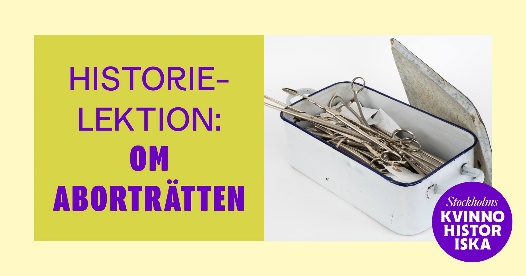 HISTORIE-
LEKTION:
OM
ABORTRÄTTEN
Stockholms
KVINNO
HISTOR
ISKA